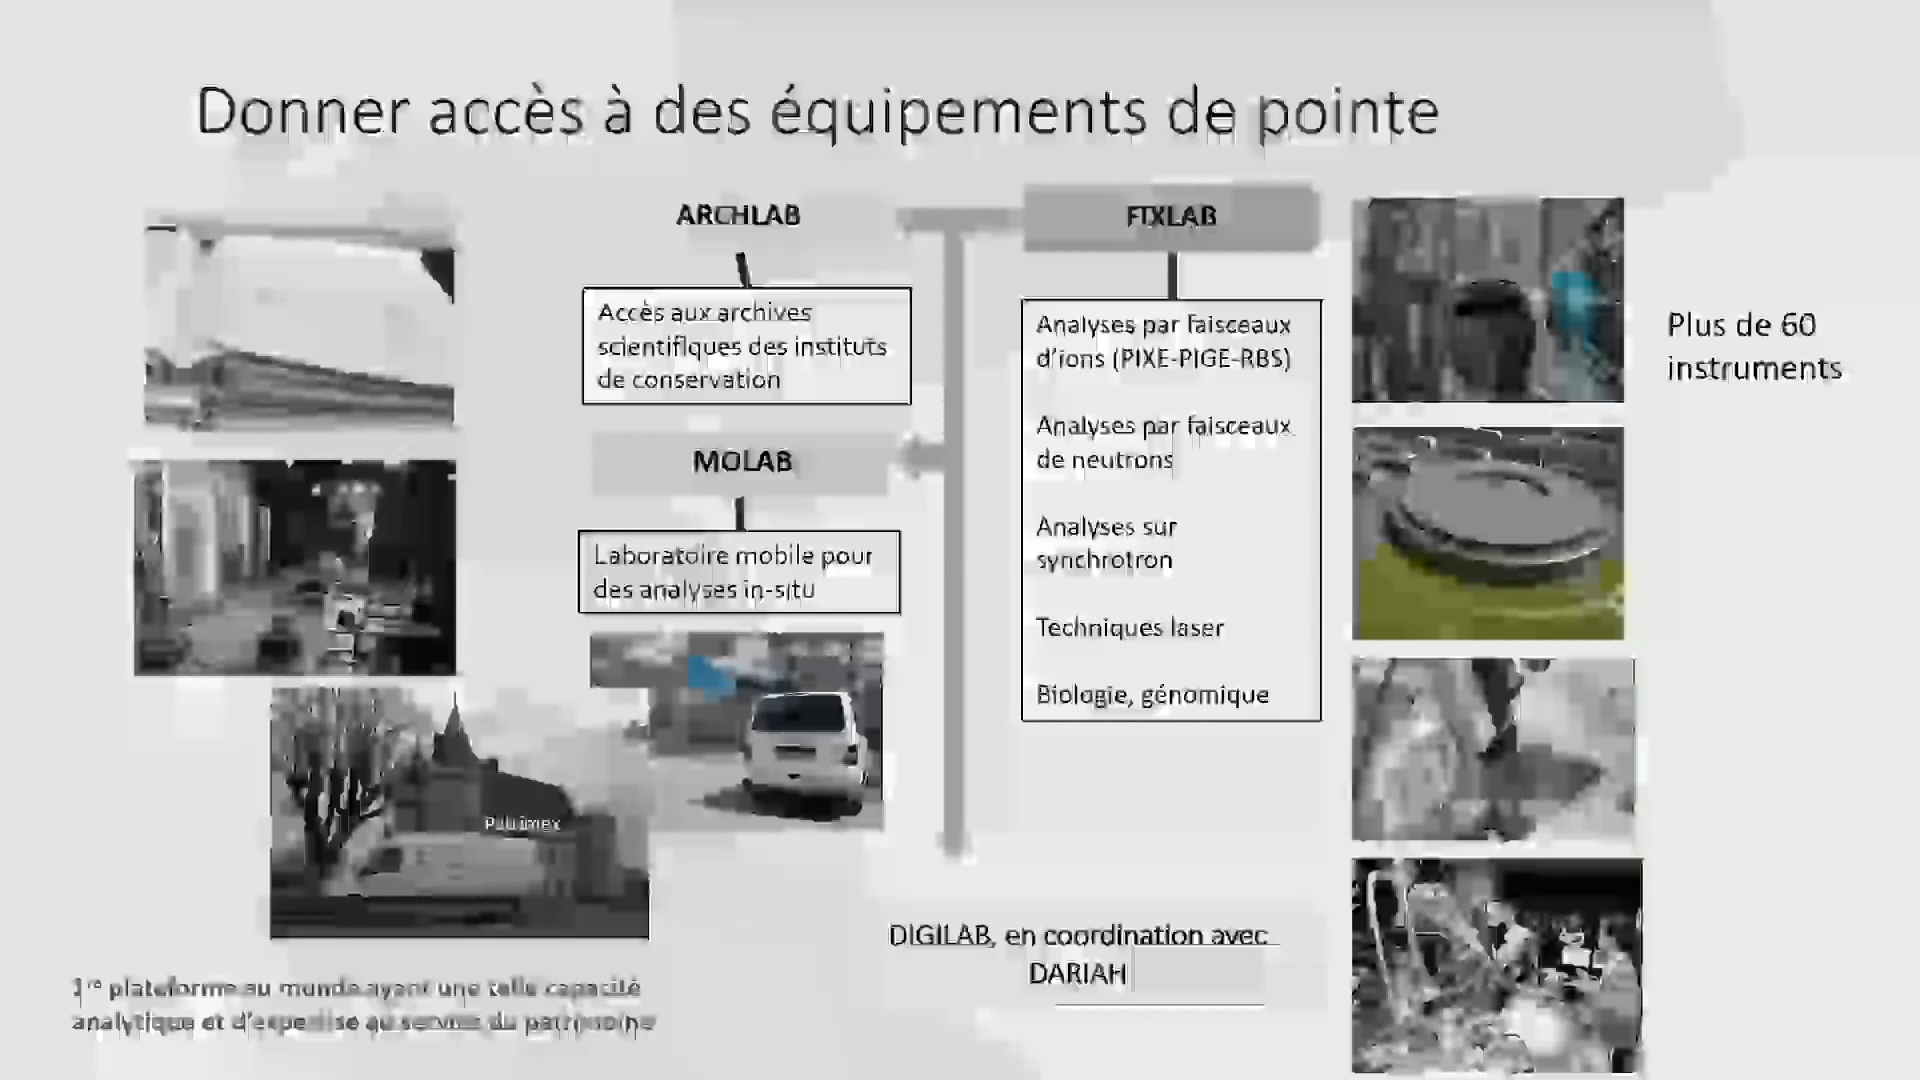 Donner accès à des équipements de pointe
ARCHLAB
Accès aux archives
scientifiques des instituts
de conservation
MOLAB
Laboratoire mobile pour
des analyses in-situ
FIXLAB
Analyses par faisceaux
d'ions (PIXE-PIGE-RBS)
Analyses par faisceaux
de neutrons
Analyses sur
synchrotron
Techniques laser
Biologie, génomique
Plus de 60
instruments
Patrimex
DIGILAB, en coordination avec
DARIAH
1re plateforme au monde ayant une telle capacité
analytique et d'expertise au service du patrimoine